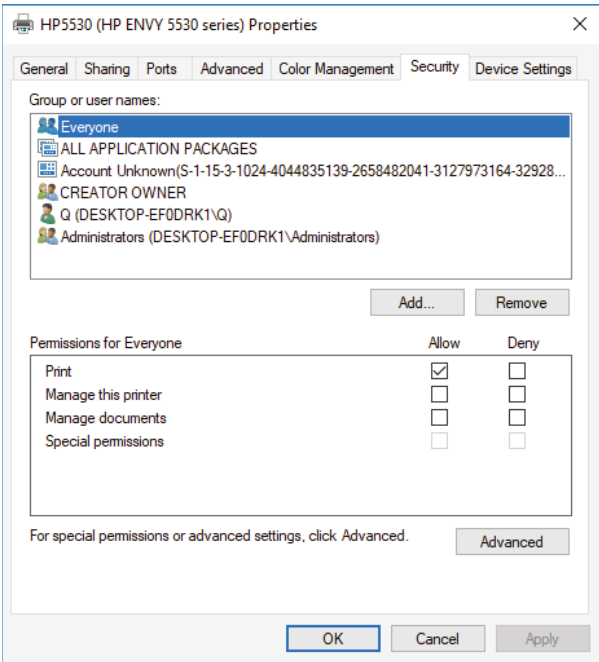 HP5530 (HP ENVY 5530 series) Properties
General Sharing Ports Advanced Color Management Security Device Settings
Group or user names:
Everyone
ALL APPLICATION PACKAGES
Account Unknown(S-1-15-3-1024-4044835139-2658482041-3127973164-32928...
CREATOR OWNER
Q (DESKTOP-EF0DRK1\Q)
Administrators (DESKTOP-EF0DRK1\Administrators)
Add... Remove
Permissions for Everyone Allow Deny
Print
Manage this printer
Manage documents
Special permissions
For special permissions or advanced settings, click Advanced. Advanced
OK Cancel Apply